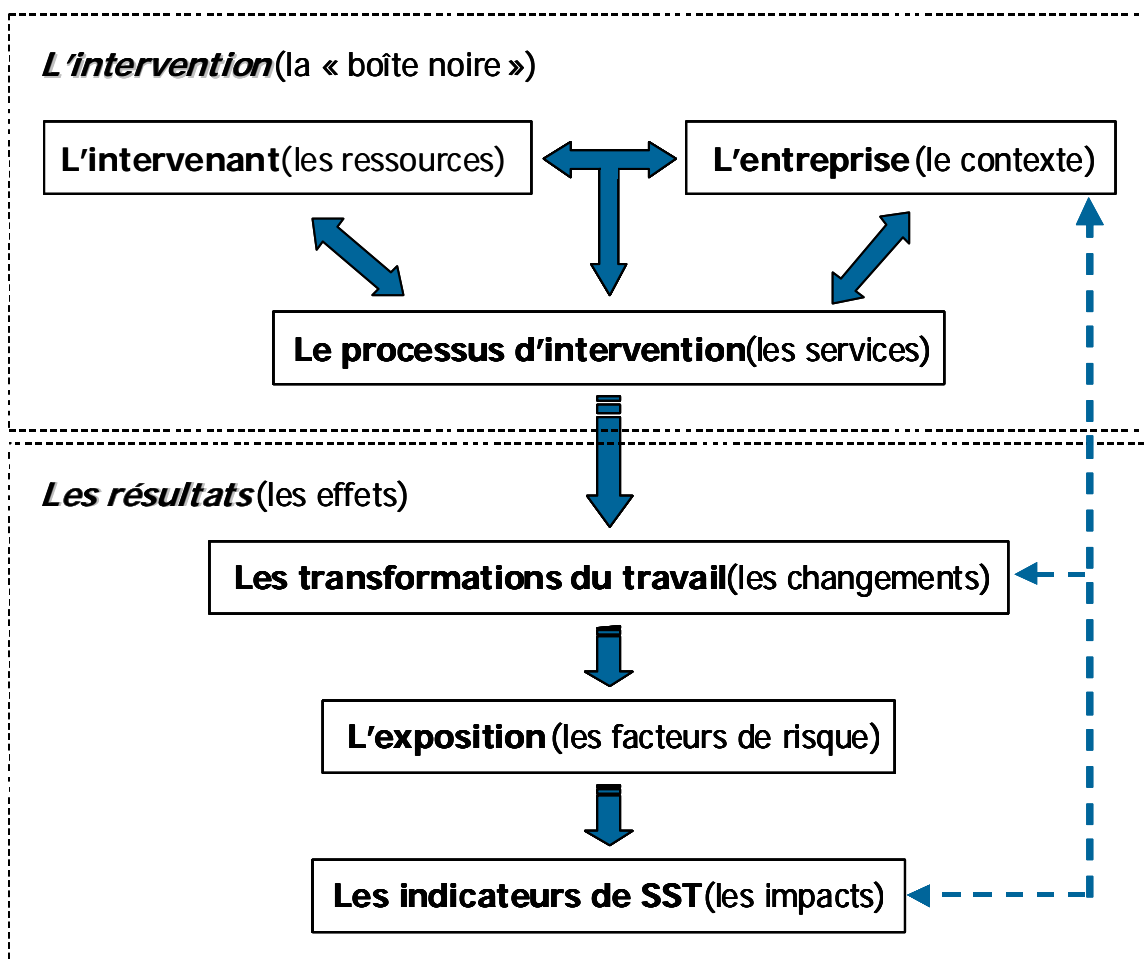 L'intervention (la « boîte noire »)
L'intervenant (les ressources)
L'entreprise (le contexte)
Le processus d'intervention (les services)
Les résultats (les effets)
Les transformations du travail (les changements)
L'exposition (les facteurs de risque)
Les indicateurs de SST (les impacts)